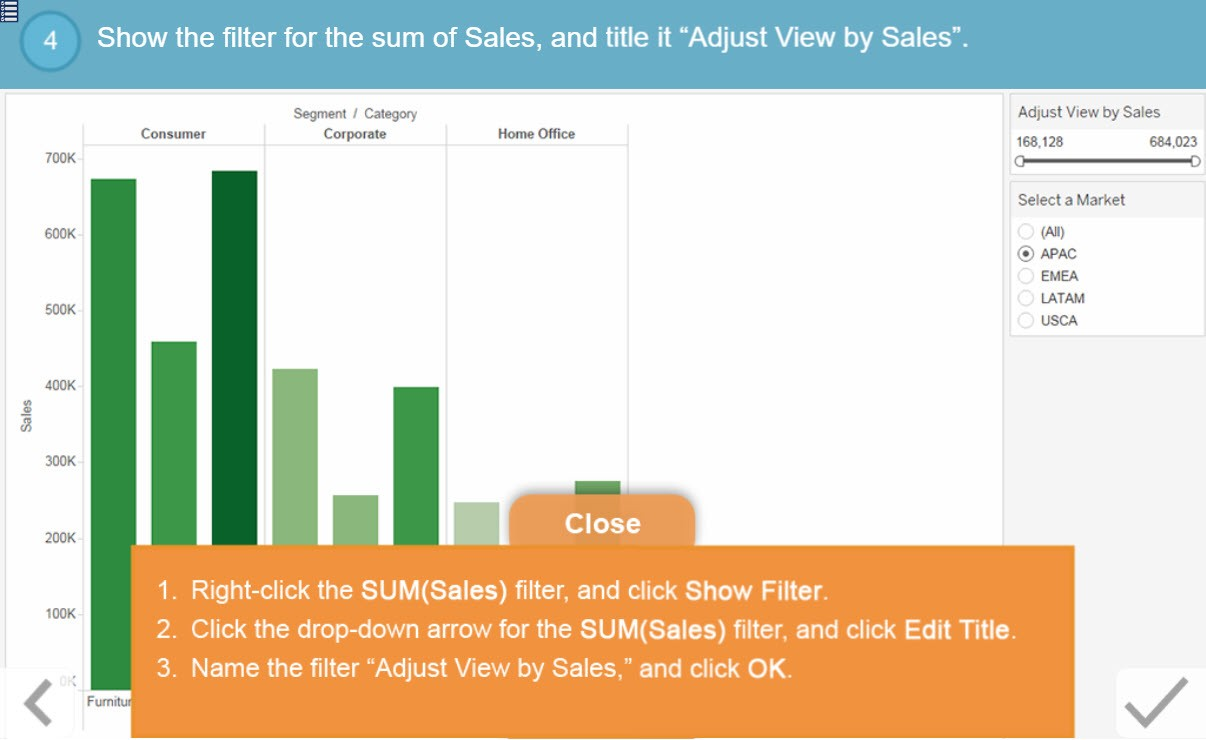 4
Show the filter for the sum of Sales, and title it “Adjust View by Sales”.
Segment / Category
Consumer Corporate Home Office
700K
600K
500K
400K
300K
200K
100K
0K
Sales
Furnitur
Adjust View by Sales
168,128 684,023
Select a Market
(All)
APAC
EMEA
LATAM
USCA
Close
1. Right-click the SUM(Sales) filter, and click Show Filter.
2. Click the drop-down arrow for the SUM(Sales) filter, and click Edit Title.
3. Name the filter “Adjust View by Sales,” and click OK.